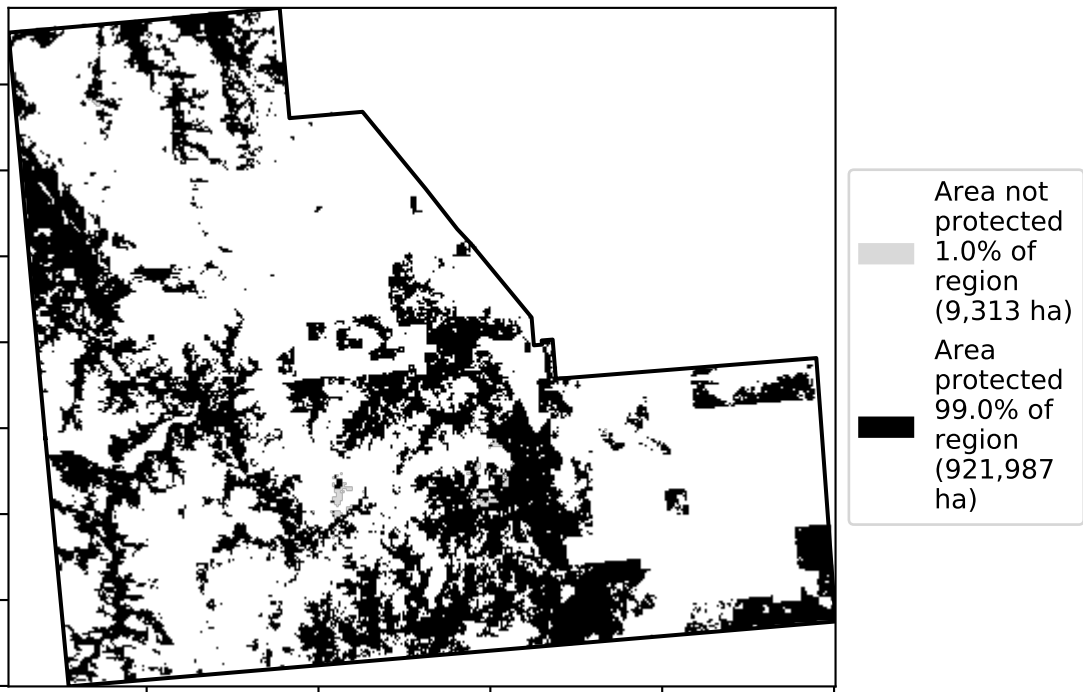 Area not
protected
1.0% of
region
(9,313 ha)
Area
protected
99.0% of
region
(921,987
ha)